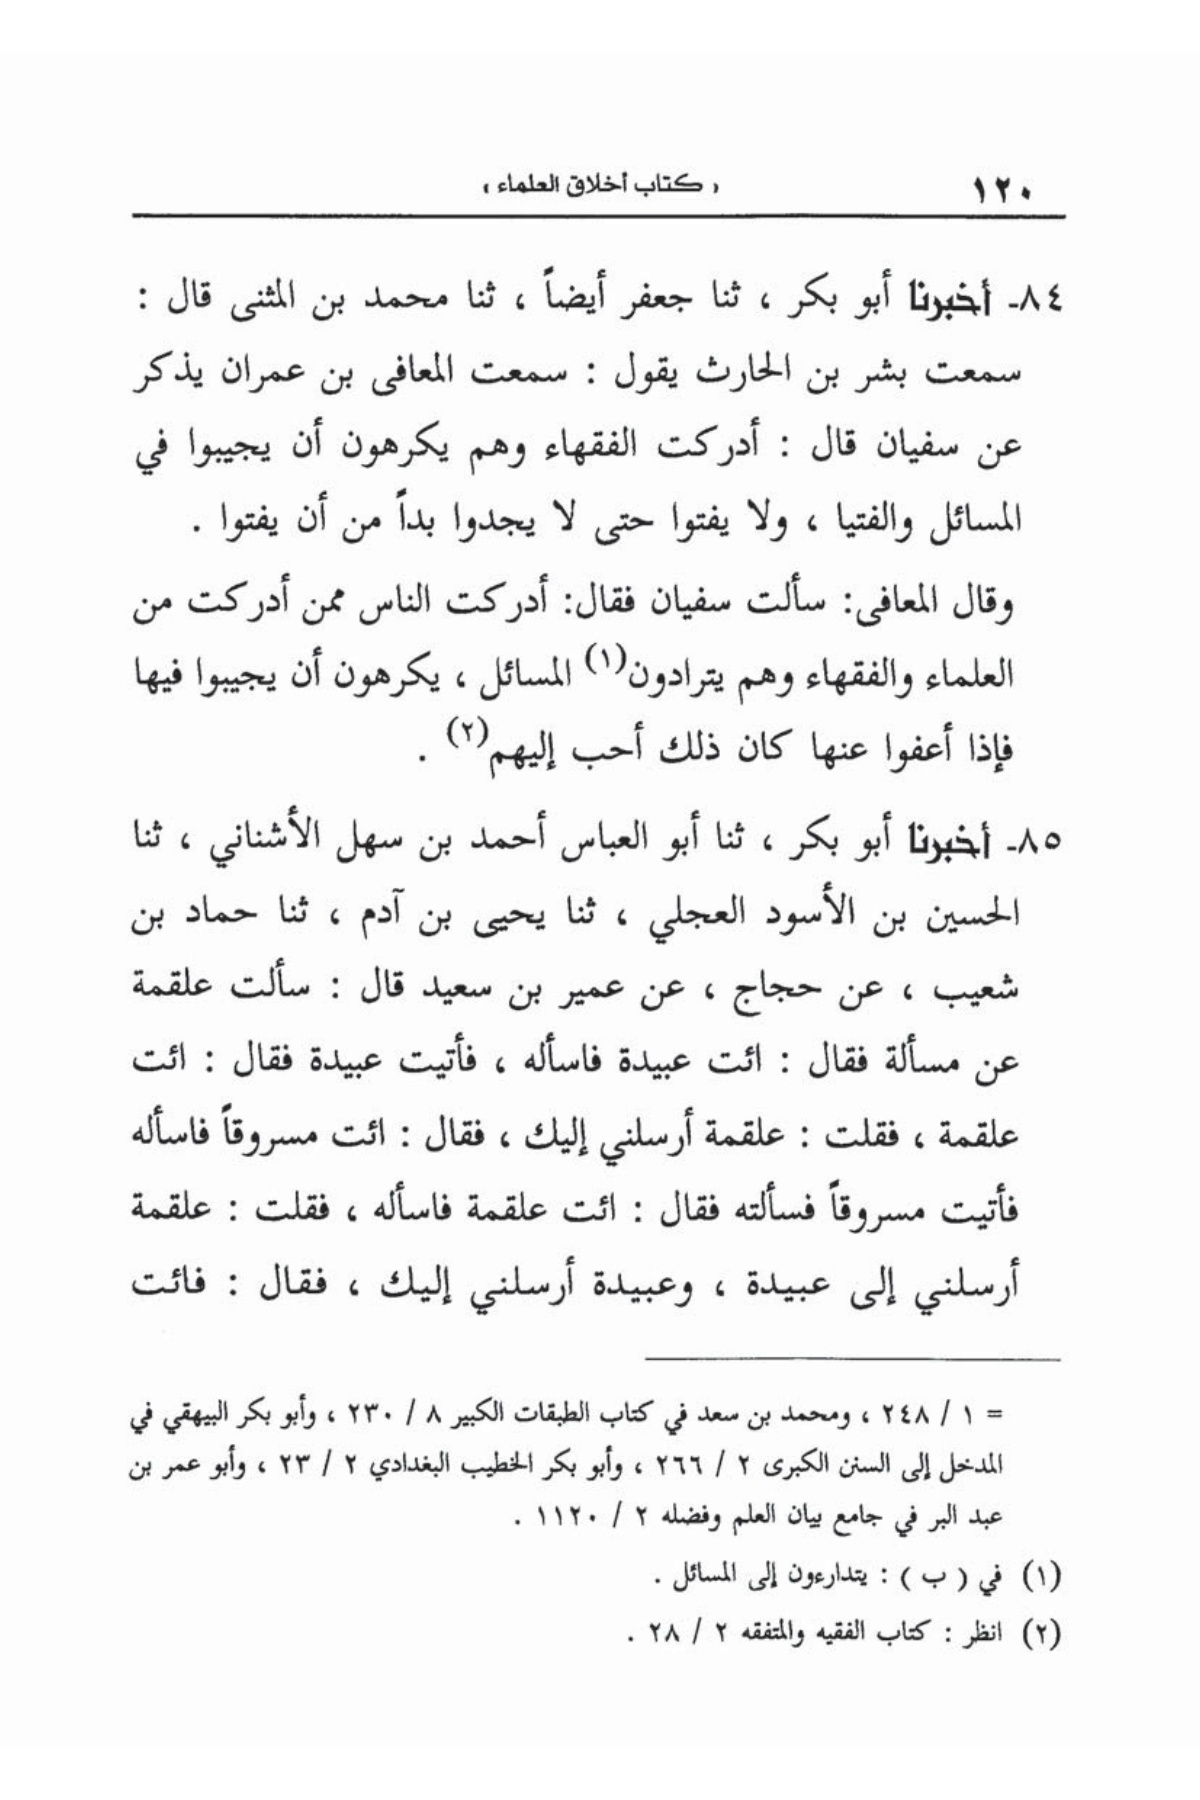 ١٢٠
« كتاب أخلاق العلماء »
٨٤ـ أخبرنا أبو بكر ، ثنا جعفر أيضاً ، ثنا محمد بن المثنى قال :
سمعت بشر بن الحارث يقول : سمعت المعافى بن عمران يذكر
عن سفيان قال : أدركت الفقهاء وهم يكرهون أن يجيبوا في
المسائل والفتيا ، ولا يفتوا حتى لا يجدوا بداً من أن يفتوا .
وقال المعافى: سألت سفيان فقال: أدركت الناس ممن أدركت من
العلماء والفقهاء وهم يترادون(١) المسائل ، يكرهون أن يجيبوا فيها
فإذا أعفوا عنها كان ذلك أحب إليهم(٢) .
٨٥ـ أخبرنا أبو بكر ، ثنا أبو العباس أحمد بن سهل الأشناني ، ثنا
الحسين بن الأسود العجلي ، ثنا يحيى بن آدم ، ثنا حماد بن
شعيب ، عن حجاج ، عن عمير بن سعيد قال : سألت علقمة
عن مسألة فقال : ائت عبيدة فاسأله ، فأتيت عبيدة فقال : ائت
علقمة ، فقلت : علقمة أرسلني إليك ، فقال : ائت مسروقاً فاسأله
فأتيت مسروقاً فسألته فقال : ائت علقمة فاسأله ، فقلت : علقمة
أرسلني إلى عبيدة ، وعبيدة أرسلني إليك ، فقال : فائت
= ١ / ٢٤٨ ، ومحمد بن سعد في كتاب الطبقات الكبير ٨ / ٢٣٠ ، وأبو بكر البيهقي في
المدخل إلى السنن الكبرى ٢ / ٢٦٦ ، وأبو بكر الخطيب البغدادي ٢ / ٢٣ ، وأبو عمر بن
عبد البر في جامع بيان العلم وفضله ٢ / ١١٢٠ .
(١) في ( ب ) : يتدارءون إلى المسائل .
(٢) انظر : كتاب الفقيه والمتفقه ٢ / ٢٨ .